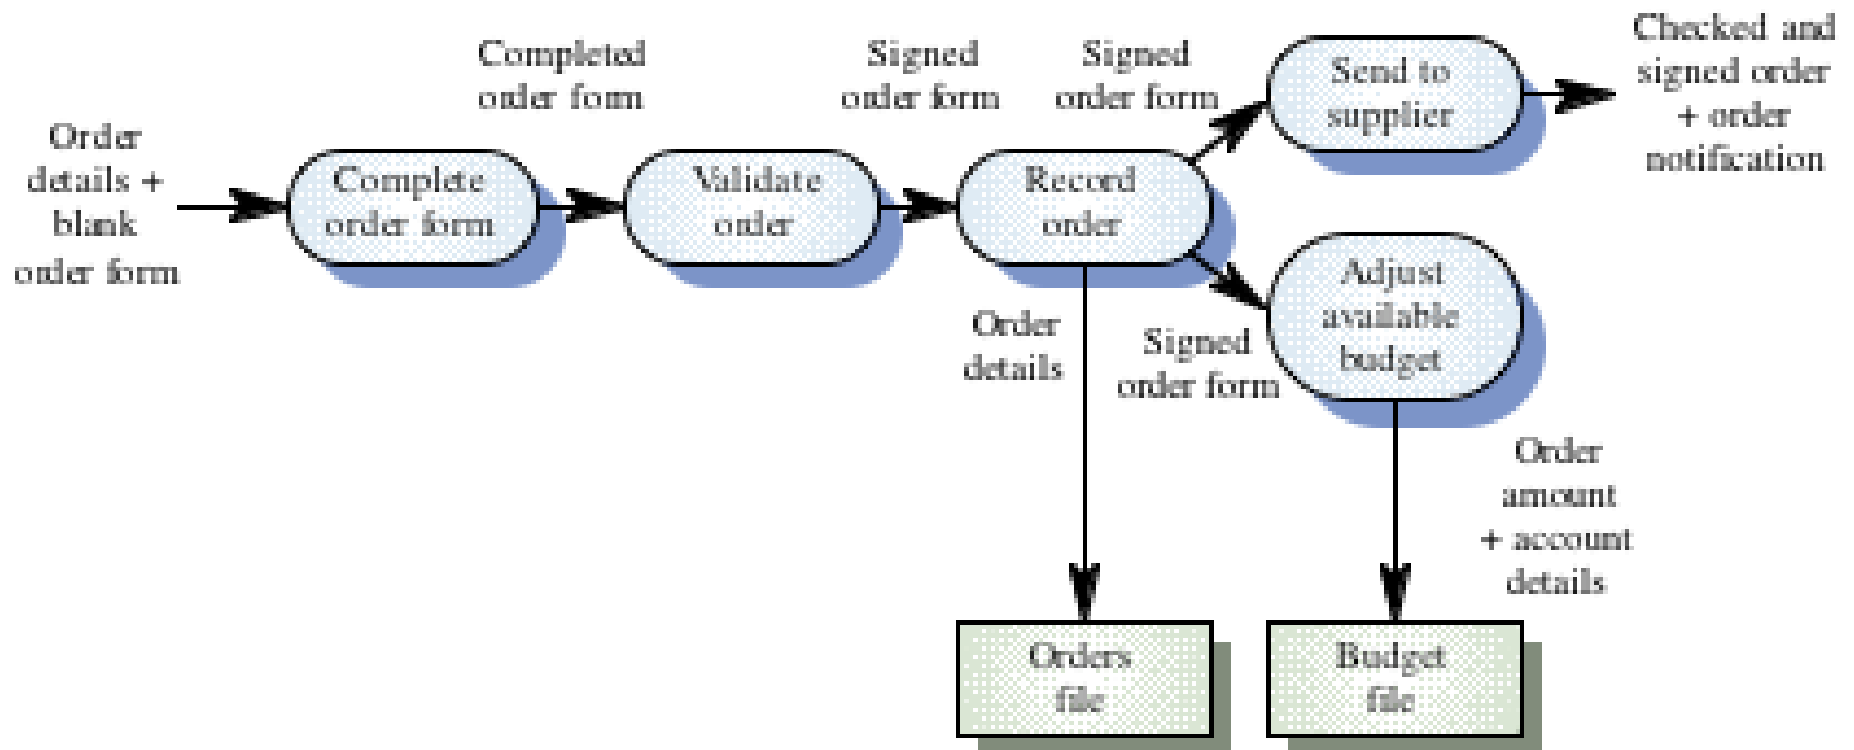 Order
details +
blank
order form
Complete
order form
Completed
order form
Validate
order
Signed
order form
Record
order
Signed
order form
Send to
supplier
Checked and
signed order
+ order
notification
Order
details
Signed
order form
Adjust
available
budget
Order
amount
+ account
details
Orders
file
Budget
file